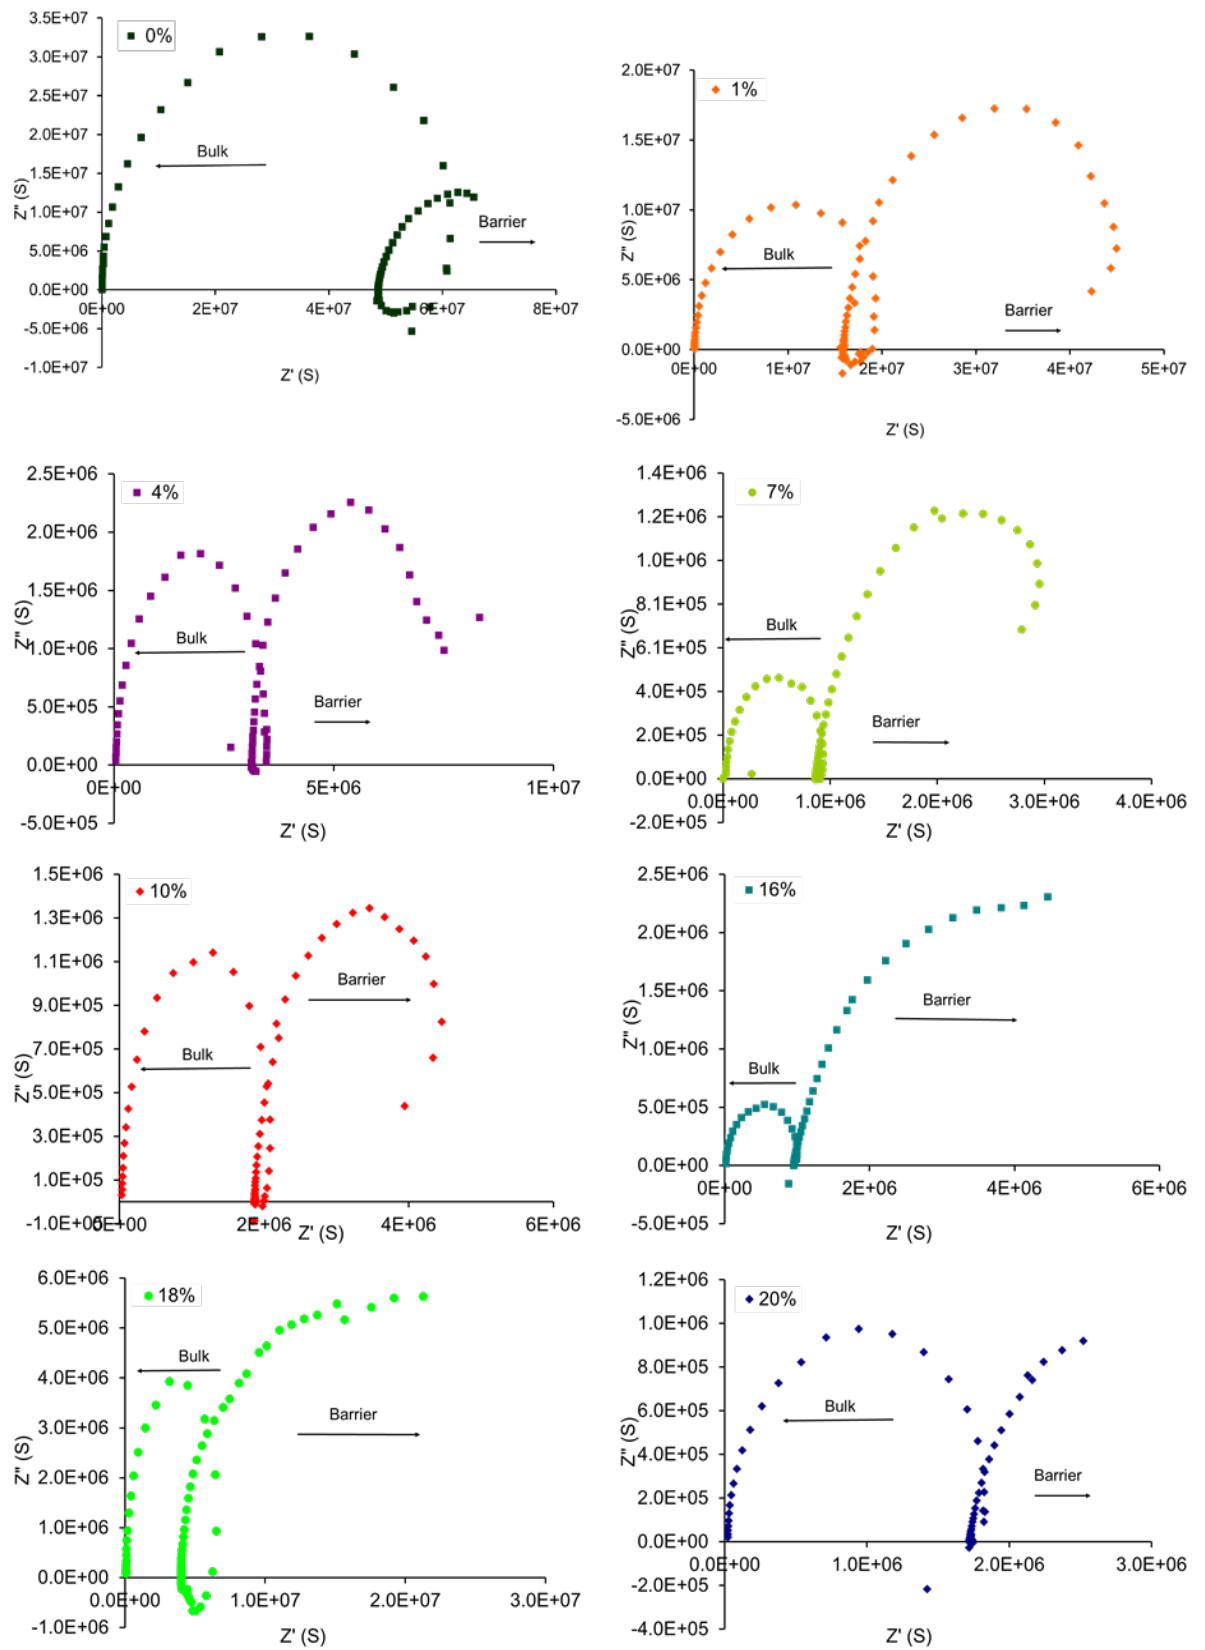 0%
3.5E+07
3.0E+07
2.5E+07
2.0E+07
1.5E+07
1.0E+07
5.0E+06
0.0E+00
-5.0E+06
-1.0E+07
Z" (S)
Bulk
Barrier
0E+00 2E+07 4E+07 6E+07 8E+07
Z' (S)
1%
2.0E+07
1.5E+07
1.0E+07
5.0E+06
0.0E+00
-5.0E+06
Z" (S)
Bulk
Barrier
0E+00 1E+07 2E+07 3E+07 4E+07 5E+07
Z' (S)
4%
2.5E+06
2.0E+06
1.5E+06
1.0E+06
5.0E+05
0.0E+00
-5.0E+05
Z" (S)
Bulk
Barrier
0E+00 5E+06 1E+07
Z' (S)
7%
1.4E+06
1.2E+06
1.0E+06
8.1E+05
6.1E+05
4.0E+05
2.0E+05
0.0E+00
-2.0E+05
Z" (S)
Bulk
Barrier
0.0E+00 1.0E+06 2.0E+06 3.0E+06 4.0E+06
Z' (S)
10%
1.5E+06
1.3E+06
1.1E+06
9.0E+05
7.0E+05
5.0E+05
3.0E+05
1.0E+05
-1.0E+05
Z" (S)
Bulk
Barrier
0E+00 2E+06 4E+06 6E+06
Z' (S)
16%
2.5E+06
2.0E+06
1.5E+06
1.0E+06
5.0E+05
0.0E+00
-5.0E+05
Z" (S)
Bulk
Barrier
0E+00 2E+06 4E+06 6E+06
Z' (S)
18%
6.0E+06
5.0E+06
4.0E+06
3.0E+06
2.0E+06
1.0E+06
0.0E+00
-1.0E+06
Z" (S)
Bulk
Barrier
0.0E+00 1.0E+07 2.0E+07 3.0E+07
Z' (S)
20%
1.2E+06
1.0E+06
8.0E+05
6.0E+05
4.0E+05
2.0E+05
0.0E+00
-2.0E+05
-4.0E+05
Z" (S)
Bulk
Barrier
0.0E+00 1.0E+06 2.0E+06 3.0E+06
Z' (S)